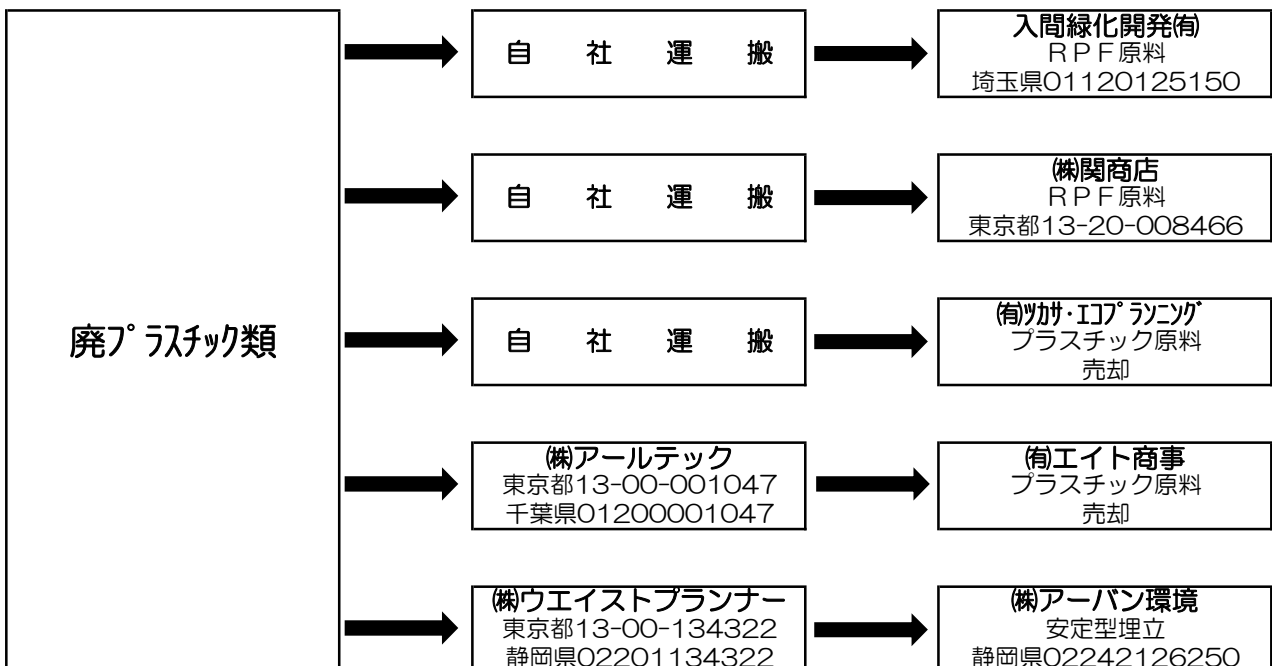 廃プラスチック類
自社運搬
入間緑化開発㈲
RPF原料
埼玉県01120125150
自社運搬
㈱関商店
RPF原料
東京都13-20-008466
自社運搬
㈲ツカサ・エコプランニング
プラスチック原料
売却
㈱アールテック
東京都13-00-001047
千葉県01200001047
㈲エイト商事
プラスチック原料
売却
㈱ウエイストプランナー
東京都13-00-134322
静岡県02201134322
㈱アーバン環境
安定型埋立
静岡県02242126250